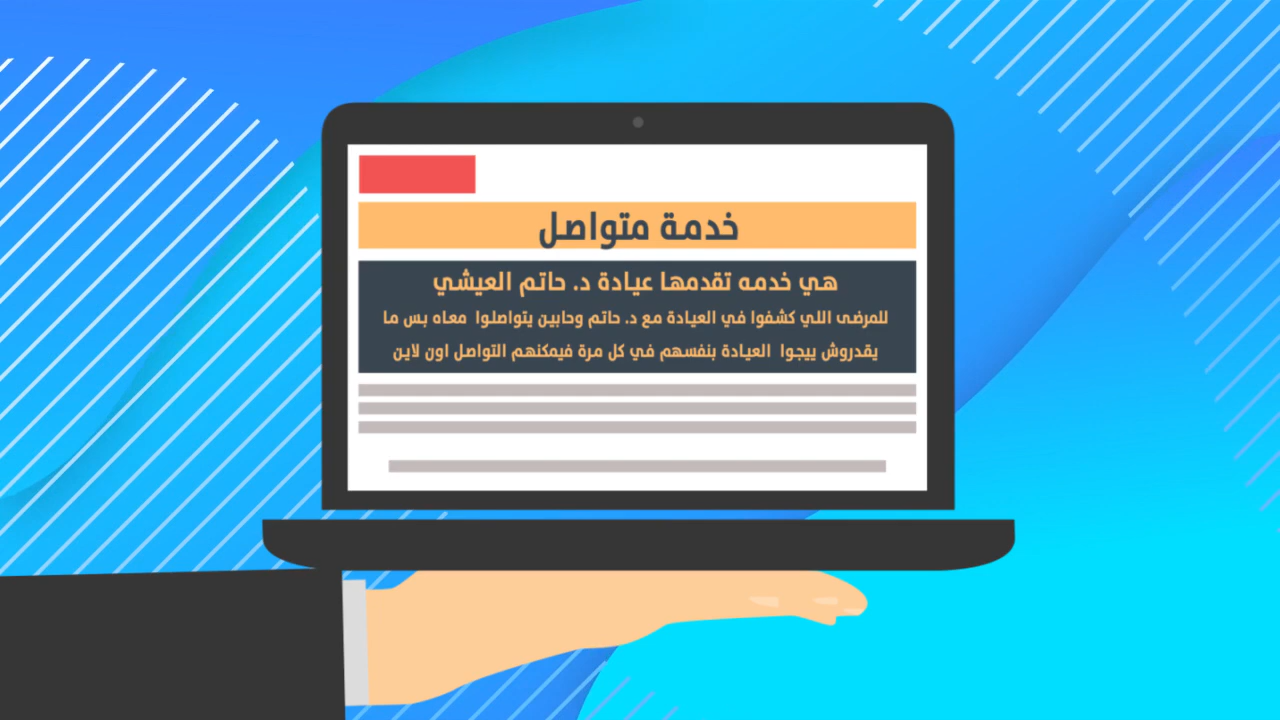 خدمة متواصل
هي خدمه تقدمها عيادة د. حاتم العيشي
للمرضى اللي كشفوا في العيادة مع د. حاتم وحابين يتواصلوا معاه بس ما
يقدروش ييجوا العيادة بنفسهم في كل مرة فيمكنهم التواصل اون لاين